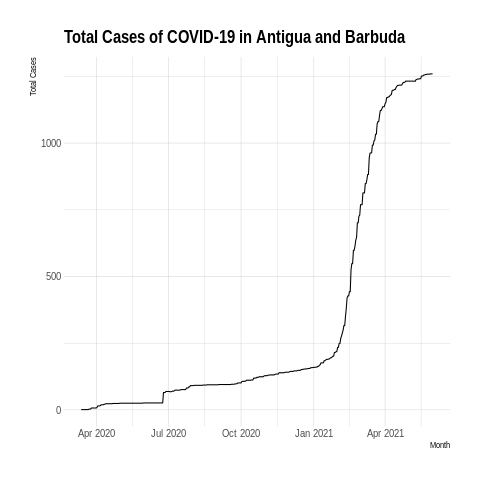 Total Cases of COVID-19 in Antigua and Barbuda
Total Cases
1000
500
0
Apr 2020 Jul 2020 Oct 2020 Jan 2021 Apr 2021
Month